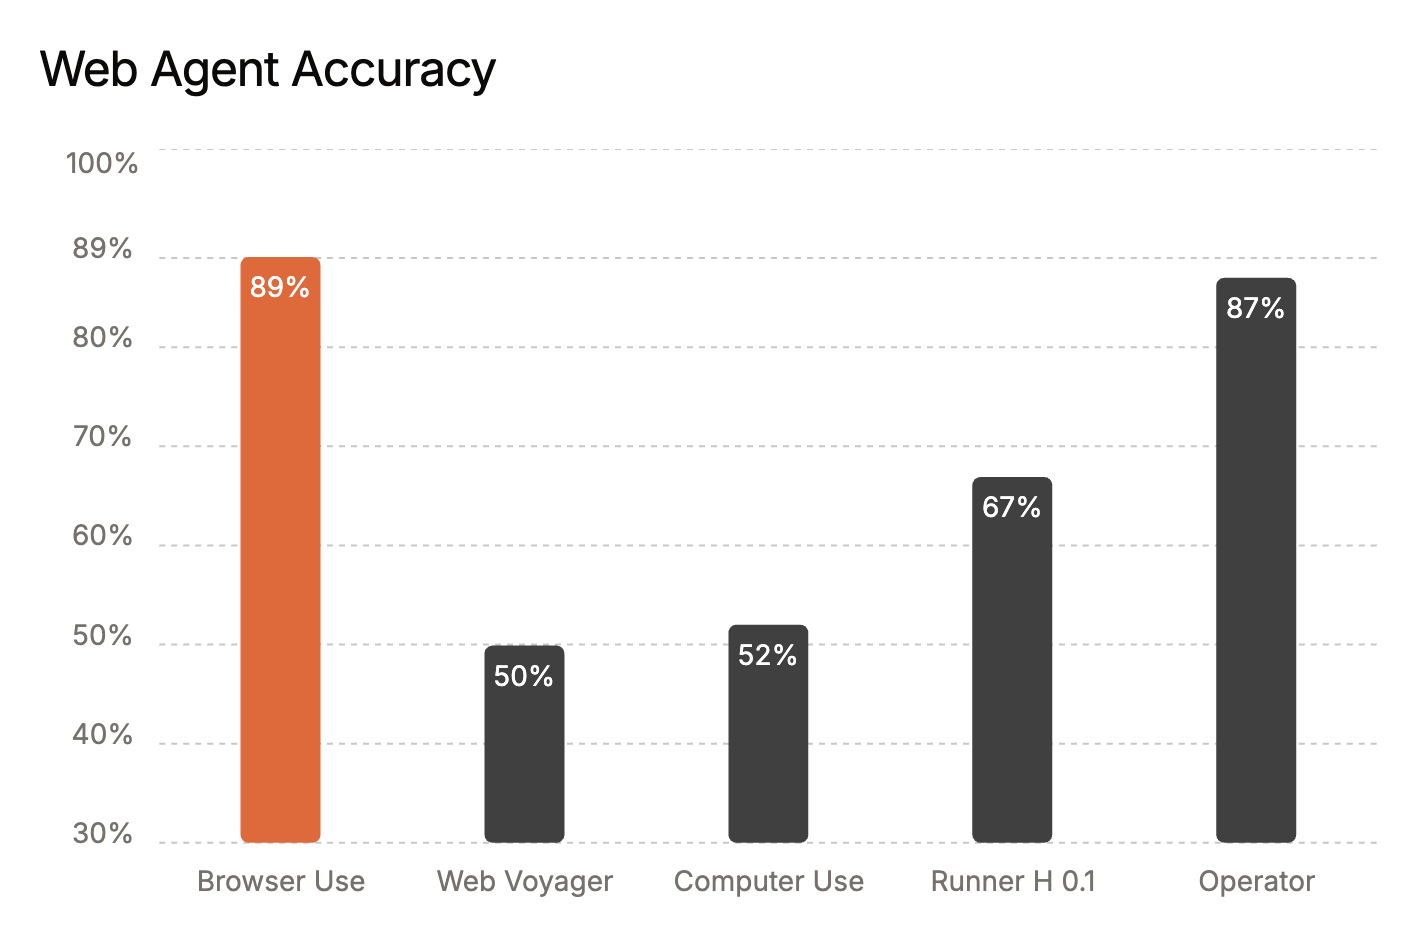 Web Agent Accuracy
100%
89%
80%
70%
60%
50%
40%
30%
89%
50%
52%
67%
87%
Browser Use
Web Voyager
Computer Use
Runner H 0.1
Operator